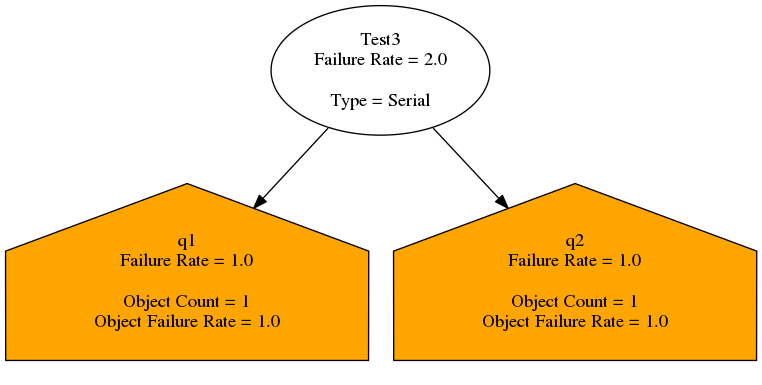 Test3
Failure Rate = 2.0
Type = Serial
q1
Failure Rate = 1.0
Object Count = 1
Object Failure Rate = 1.0
q2
Failure Rate = 1.0
Object Count = 1
Object Failure Rate = 1.0